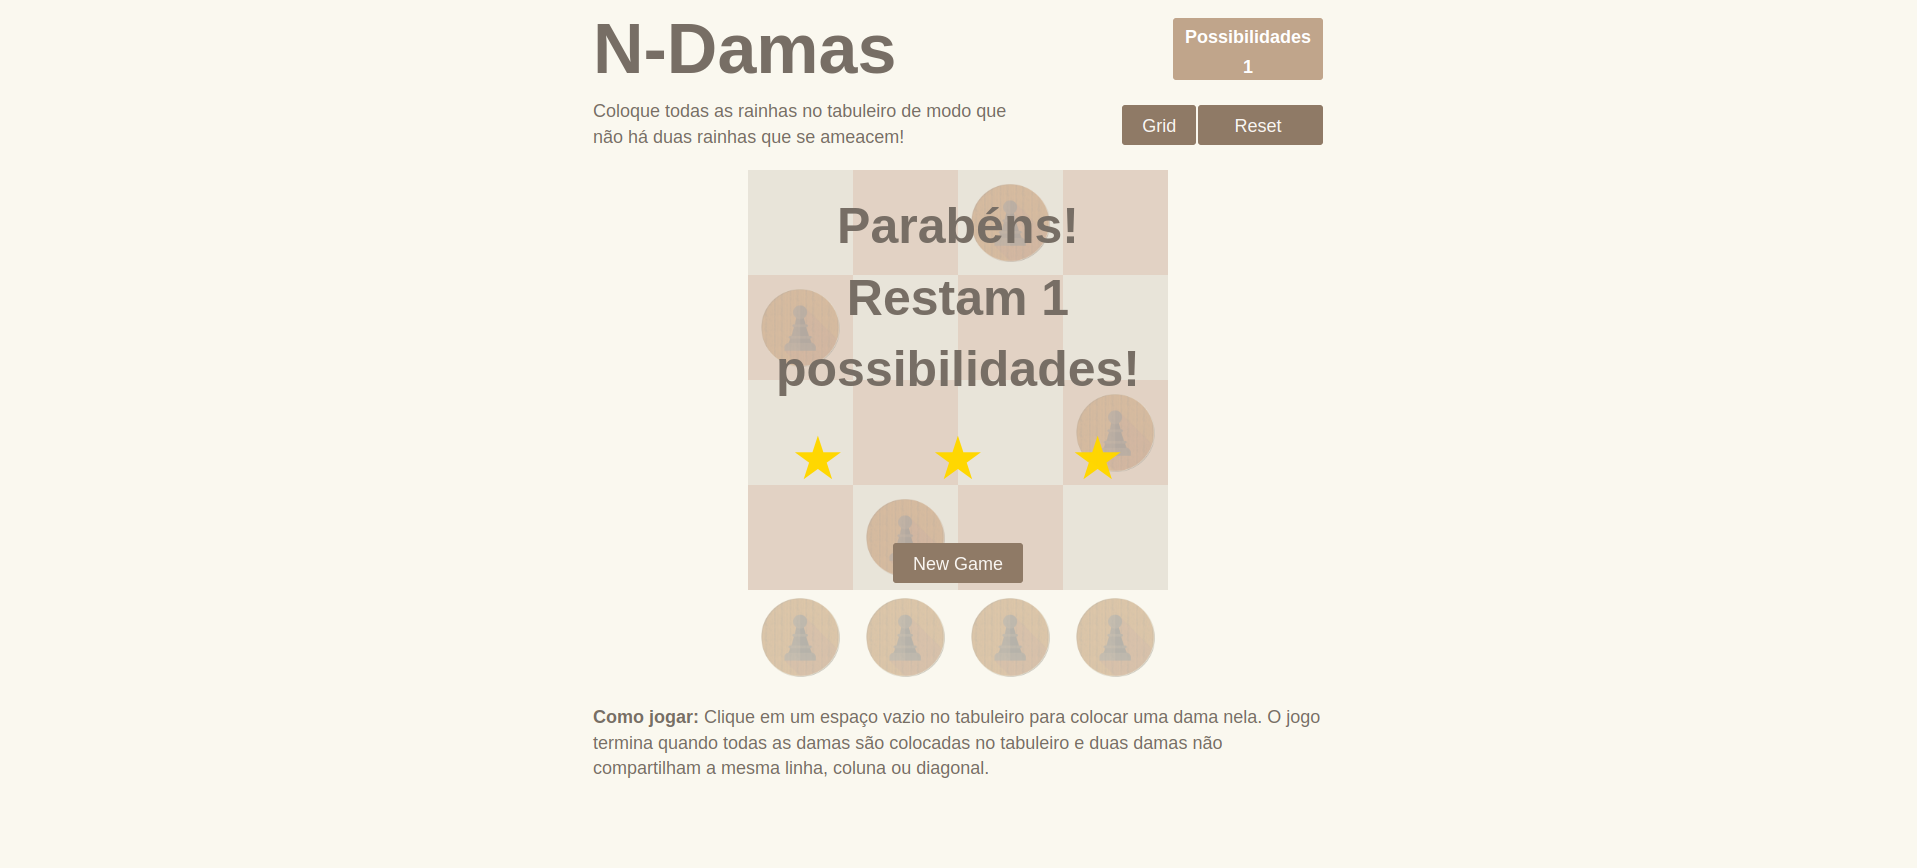 N-Damas
Possibilidades
1
Coloque todas as rainhas no tabuleiro de modo que
não há duas rainhas que se ameacem!
Grid
Reset
Parabéns!
Restam 1
possibilidades!
New Game
Como jogar: Clique em um espaço vazio no tabuleiro para colocar uma dama nela. O jogo
termina quando todas as damas são colocadas no tabuleiro e duas damas não
compartilham a mesma linha, coluna ou diagonal.